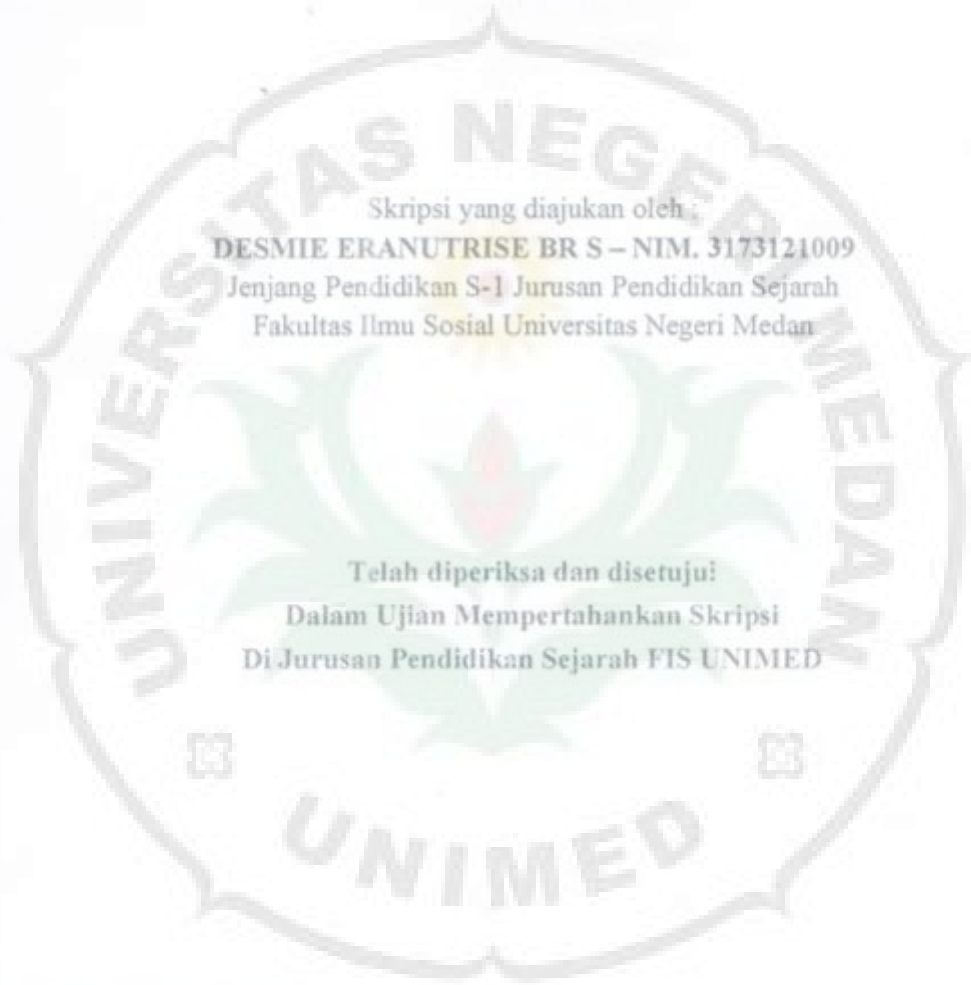 UNIVERSITAS NEGERI MEDAN
Skripsi yang diajukan oleh :
DESMIE ERANUTRISE BR S – NIM. 3173121009
Jenjang Pendidikan S-1 Jurusan Pendidikan Sejarah
Fakultas Ilmu Sosial Universitas Negeri Medan
Telah diperiksa dan disetujui
Dalam Ujian Mempertahankan Skripsi
Di Jurusan Pendidikan Sejarah FIS UNIMED
UNIMED